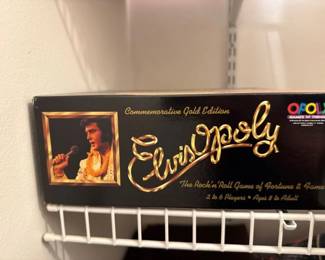 Commemorative Gold Edition
OPOLY
ElvisOpoly
The Rock'n'Roll Game of Fortune & Fame
2 to 6 Players • Ages 8 to Adult